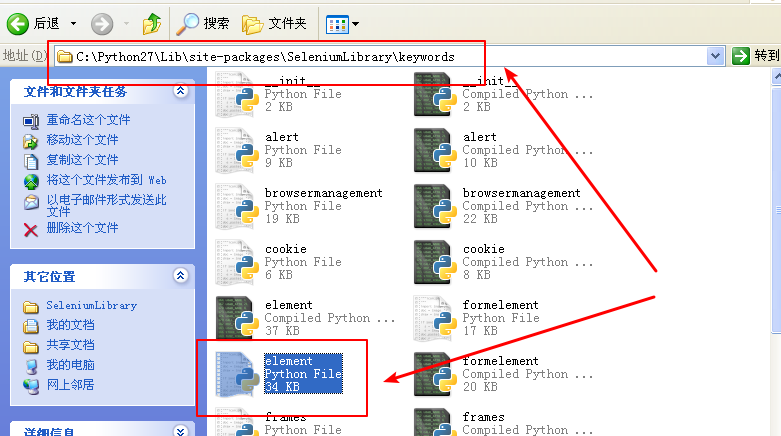 后退
搜索
文件夹
地址(D)
C:\Python27\Lib\site-packages\SeleniumLibrary\keywords
转到
文件和文件夹任务
重命名这个文件
移动这个文件
复制这个文件
将这个文件发布到 Web
以电子邮件形式发送此
文件
删除这个文件
其它位置
SeleniumLibrary
我的文档
共享文档
我的电脑
网上邻居
详细信息
__init__
Python File
2 KB
__init__
Compiled Python ...
2 KB
alert
Python File
9 KB
alert
Compiled Python ...
10 KB
browsermanagement
Python File
19 KB
browsermanagement
Compiled Python ...
22 KB
cookie
Python File
6 KB
cookie
Compiled Python ...
8 KB
element
Compiled Python ...
37 KB
formelement
Python File
17 KB
element
Python File
34 KB
formelement
Compiled Python ...
20 KB
frames
Python File
frames
Compiled Python ...